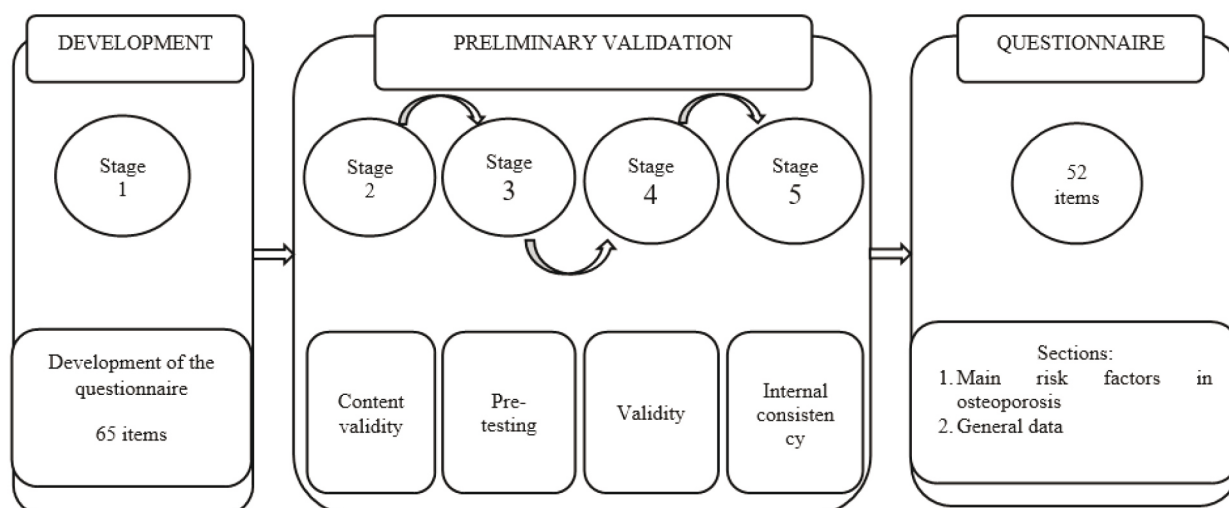 DEVELOPMENT
Stage
1
Development of the
questionnaire
65 items
PRELIMINARY VALIDATION
Stage
2
Stage
3
Stage
4
Stage
5
Content
validity
Pre-
testing
Validity
Internal
consisten
cy
QUESTIONNAIRE
52
items
Sections:
1. Main risk factors in
osteoporosis
2. General data